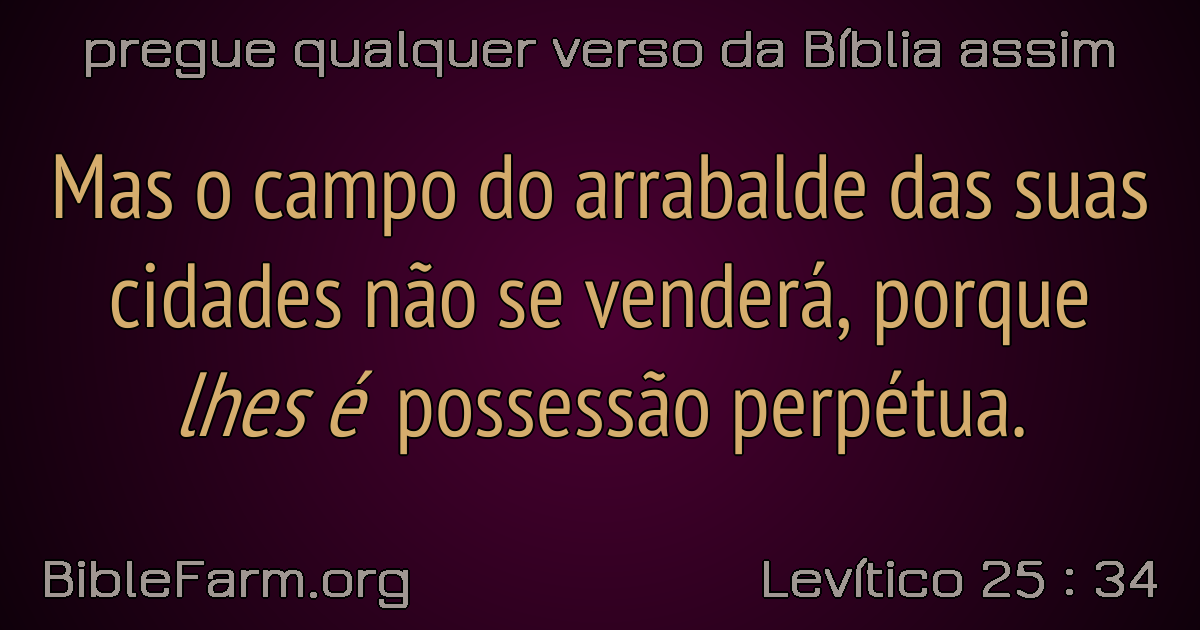 pregue qualquer verso da Bíblia assim
Mas o campo do arrabalde das suas
cidades não se venderá, porque
lhes é possessão perpétua.
BibleFarm.org
Levítico 25 : 34